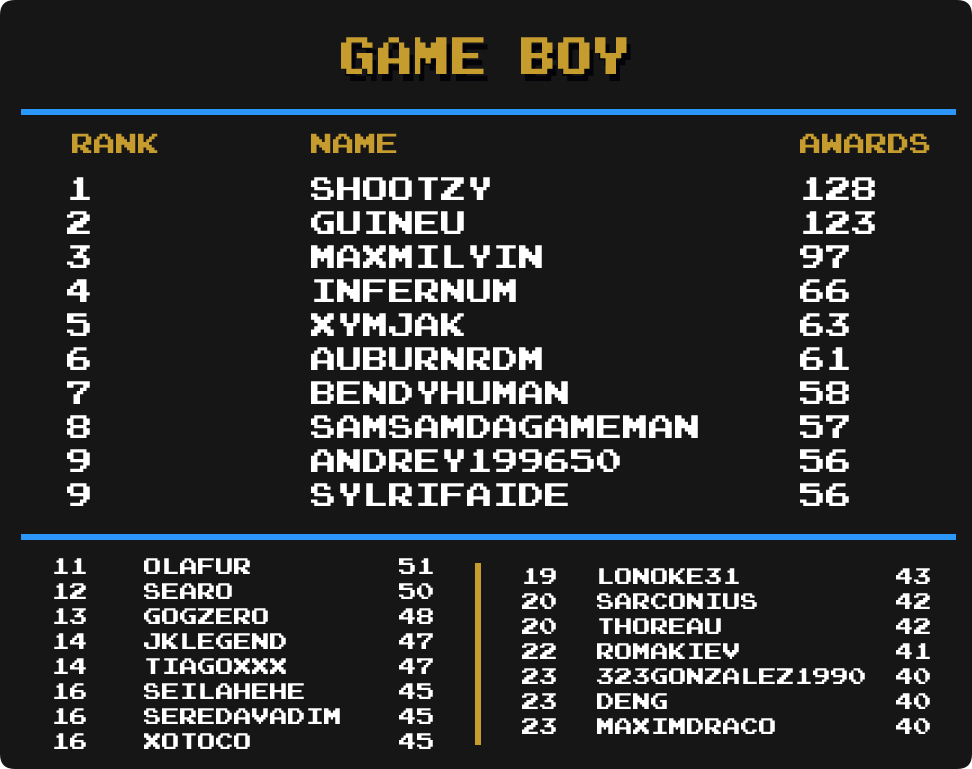 GAME BOY
RANK NAME AWARDS
1 SHOOTZY 128
2 GUINEU 123
3 MAXMILYIN 97
4 INFERNUM 66
5 XYMJAK 63
6 AUBURNRDM 61
7 BENDYHUMAN 58
8 SAMSAMDAGAMEMAN 57
9 ANDREY199650 56
9 SYLRIFAIDE 56
11 OLAFUR 51
12 SEARO 50
13 GOGZERO 48
14 JKLEGEND 47
14 TIAGOXXX 47
16 SEILAHEHE 45
16 SEREDAVADIM 45
16 XOTOCO 45
19 LONOKE31 43
20 SARCONIUS 42
20 THOREAU 42
22 ROMAKIEV 41
23 323GONZALEZ1990 40
23 DENG 40
23 MAXIMDRACO 40